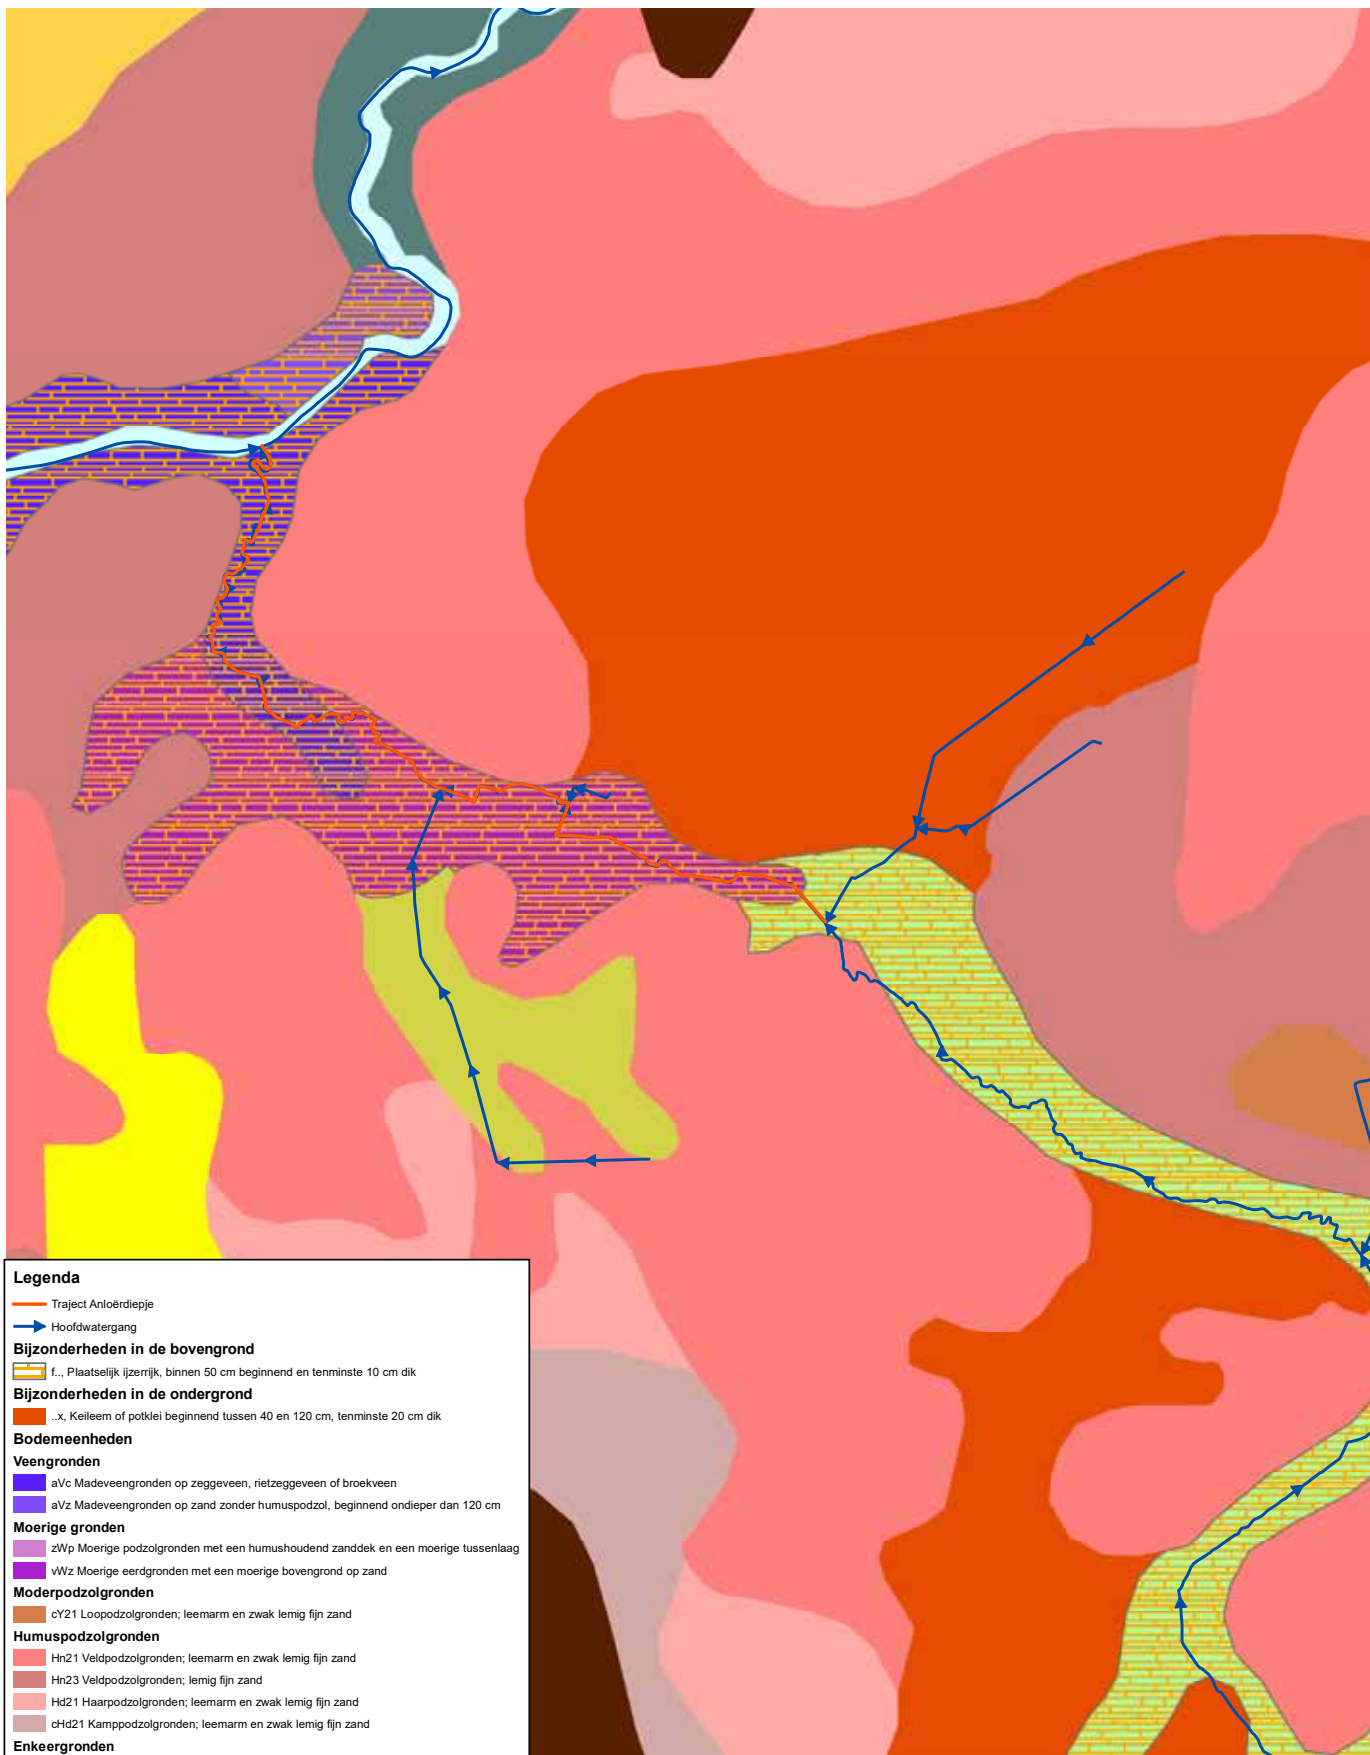 Legenda
Traject Anloërdiepje
Hoofdwatergang
Bijzonderheden in de bovengrond
f.., Plaatselijk ijzerrijk, binnen 50 cm beginnend en tenminste 10 cm dik
Bijzonderheden in de ondergrond
..x, Keileem of potklei beginnend tussen 40 en 120 cm, tenminste 20 cm dik
Bodemeenheden
Veengronden
aVc Madeveengronden op zeggeveen, rietzeggeveen of broekveen
aVz Madeveengronden op zand zonder humuspodzol, beginnend ondieper dan 120 cm
Moerige gronden
zWp Moerige podzolgronden met een humushoudend zanddek en een moerige tussenlaag
vWz Moerige eerdgronden met een moerige bovengrond op zand
Moderpodzolgronden
cY21 Loopodzolgronden; leemarm en zwak lemig fijn zand
Humuspodzolgronden
Hn21 Veldpodzolgronden; leemarm en zwak lemig fijn zand
Hn23 Veldpodzolgronden; lemig fijn zand
Hd21 Haarpodzolgronden; leemarm en zwak lemig fijn zand
cHd21 Kamppodzolgronden; leemarm en zwak lemig fijn zand
Enkeergronden